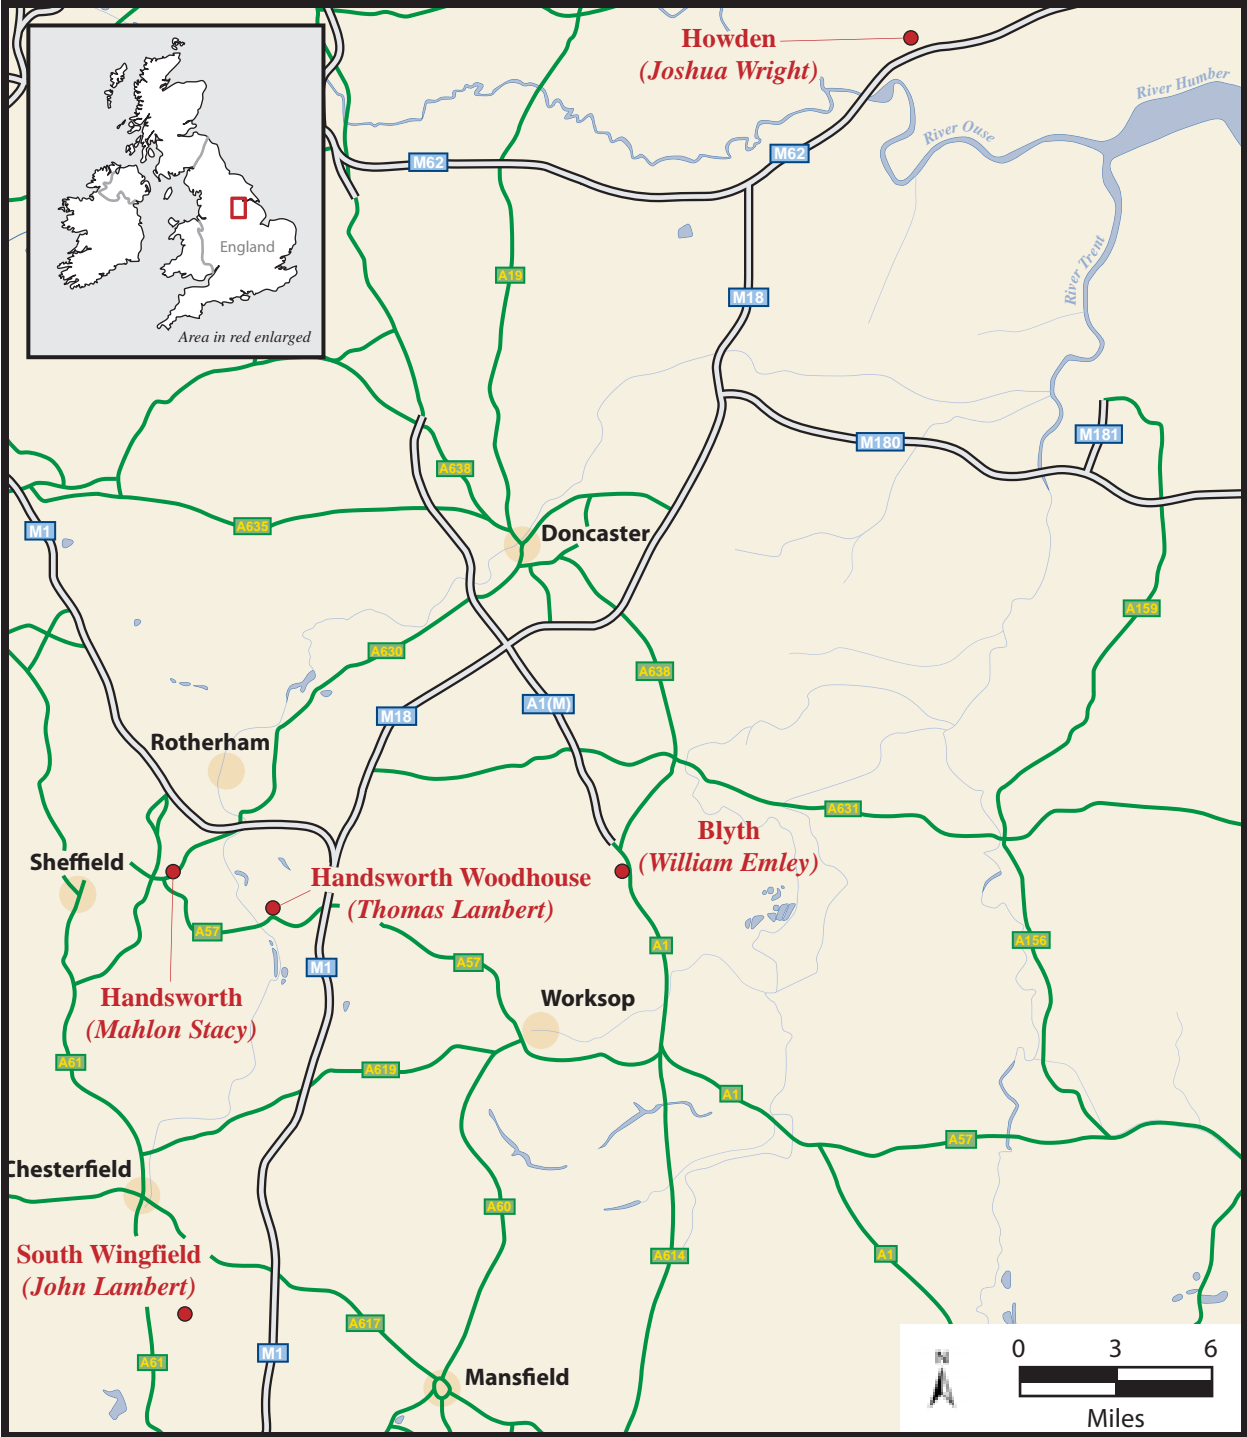 Howden
(Joshua Wright)
River Humber
River Ouse
M62
M62
England
River Trent
A19
M18
Area in red enlarged
M180
M181
A638
A635
M1
Doncaster
A159
A630
A638
A1(M)
M18
Rotherham
A631
Blyth
(William Emley)
Sheffield
Handsworth Woodhouse
(Thomas Lambert)
A57
A1
A156
A57
M1
Handsworth
(Mahlon Stacy)
Worksop
A61
A619
A1
A57
Chesterfield
A60
South Wingfield
(John Lambert)
A614
A1
A617
A61
M1
Mansfield
N
0 3 6
Miles